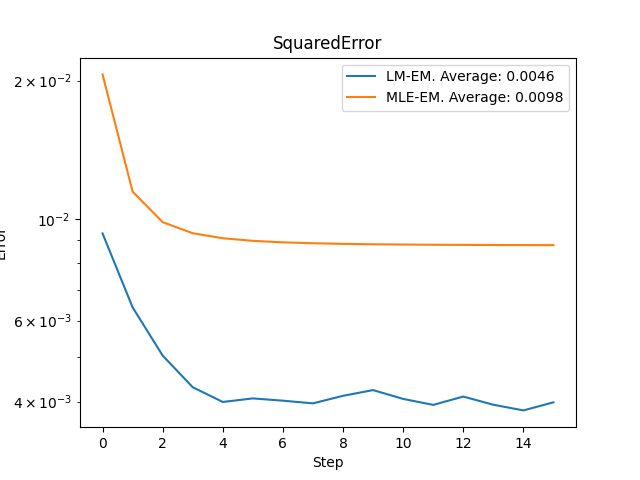 SquaredError
LM-EM. Average: 0.0046
MLE-EM. Average: 0.0098
2 × 10⁻²
10⁻²
6 × 10⁻³
4 × 10⁻³
Error
0 2 4 6 8 10 12 14
Step